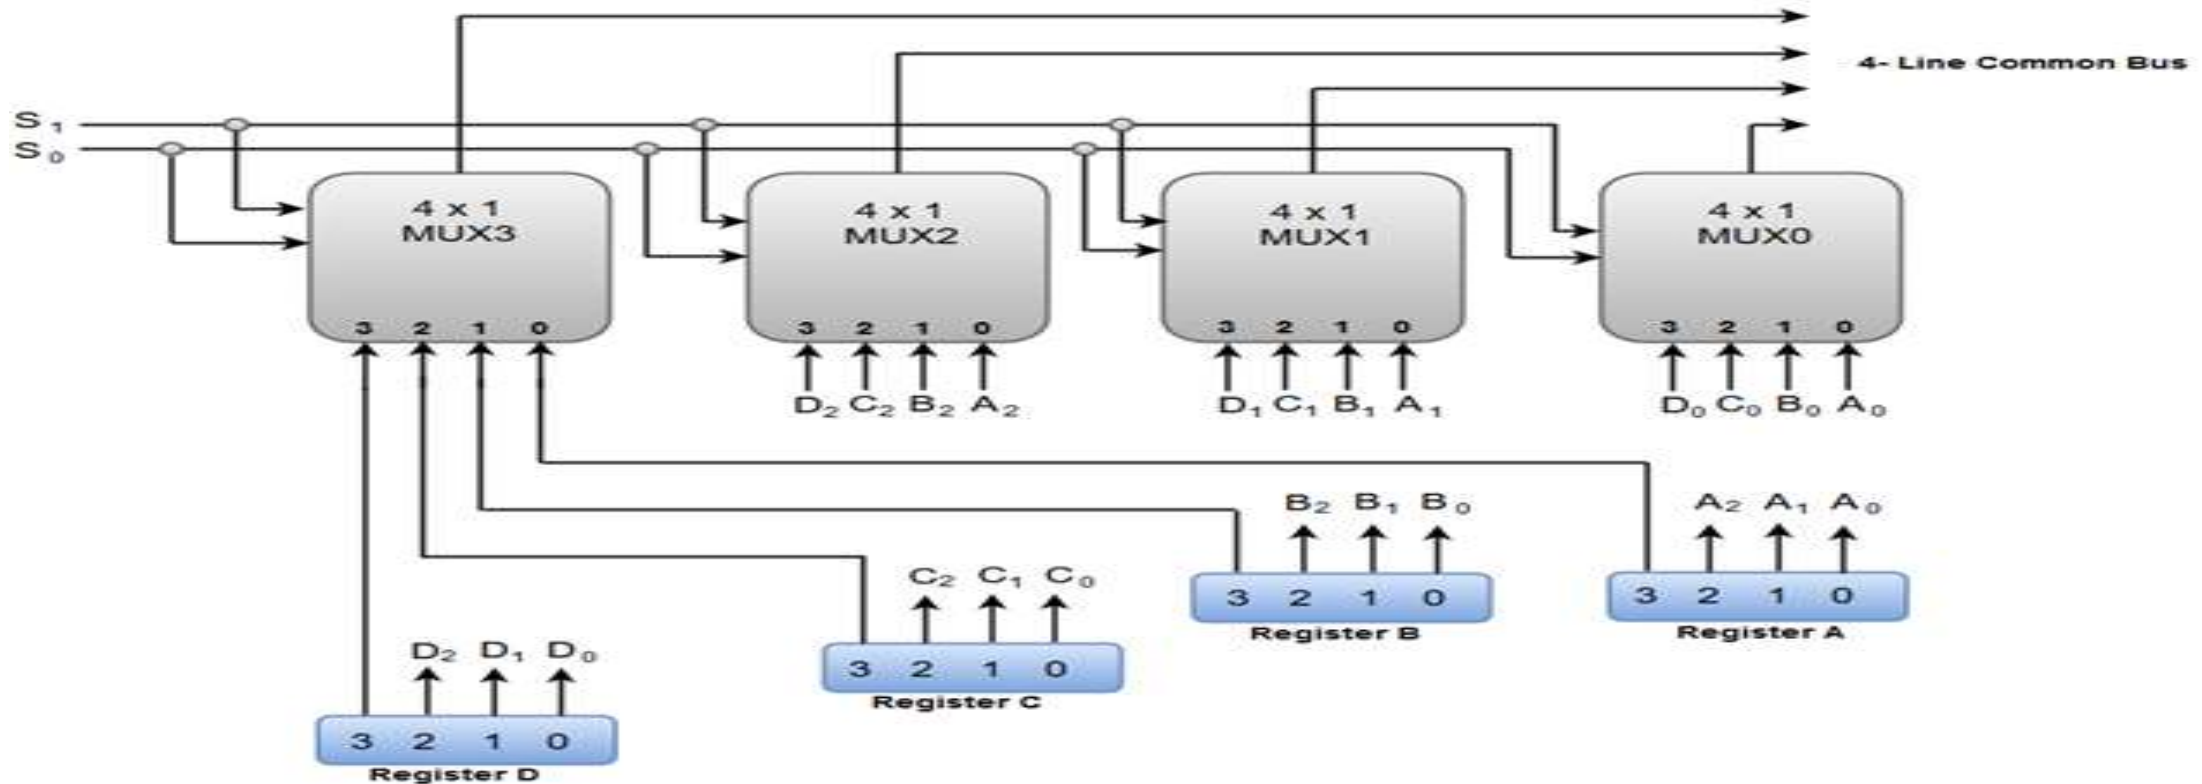 4- Line Common Bus
S₁
S₀
4 x 1
MUX3
3 2 1 0
4 x 1
MUX2
3 2 1 0
4 x 1
MUX1
3 2 1 0
4 x 1
MUX0
3 2 1 0
D₂ C₂ B₂ A₂
D₁ C₁ B₁ A₁
D₀ C₀ B₀ A₀
B₂ B₁ B₀
A₂ A₁ A₀
3 2 1 0
Register B
3 2 1 0
Register A
C₂ C₁ C₀
3 2 1 0
Register C
D₂ D₁ D₀
3 2 1 0
Register D